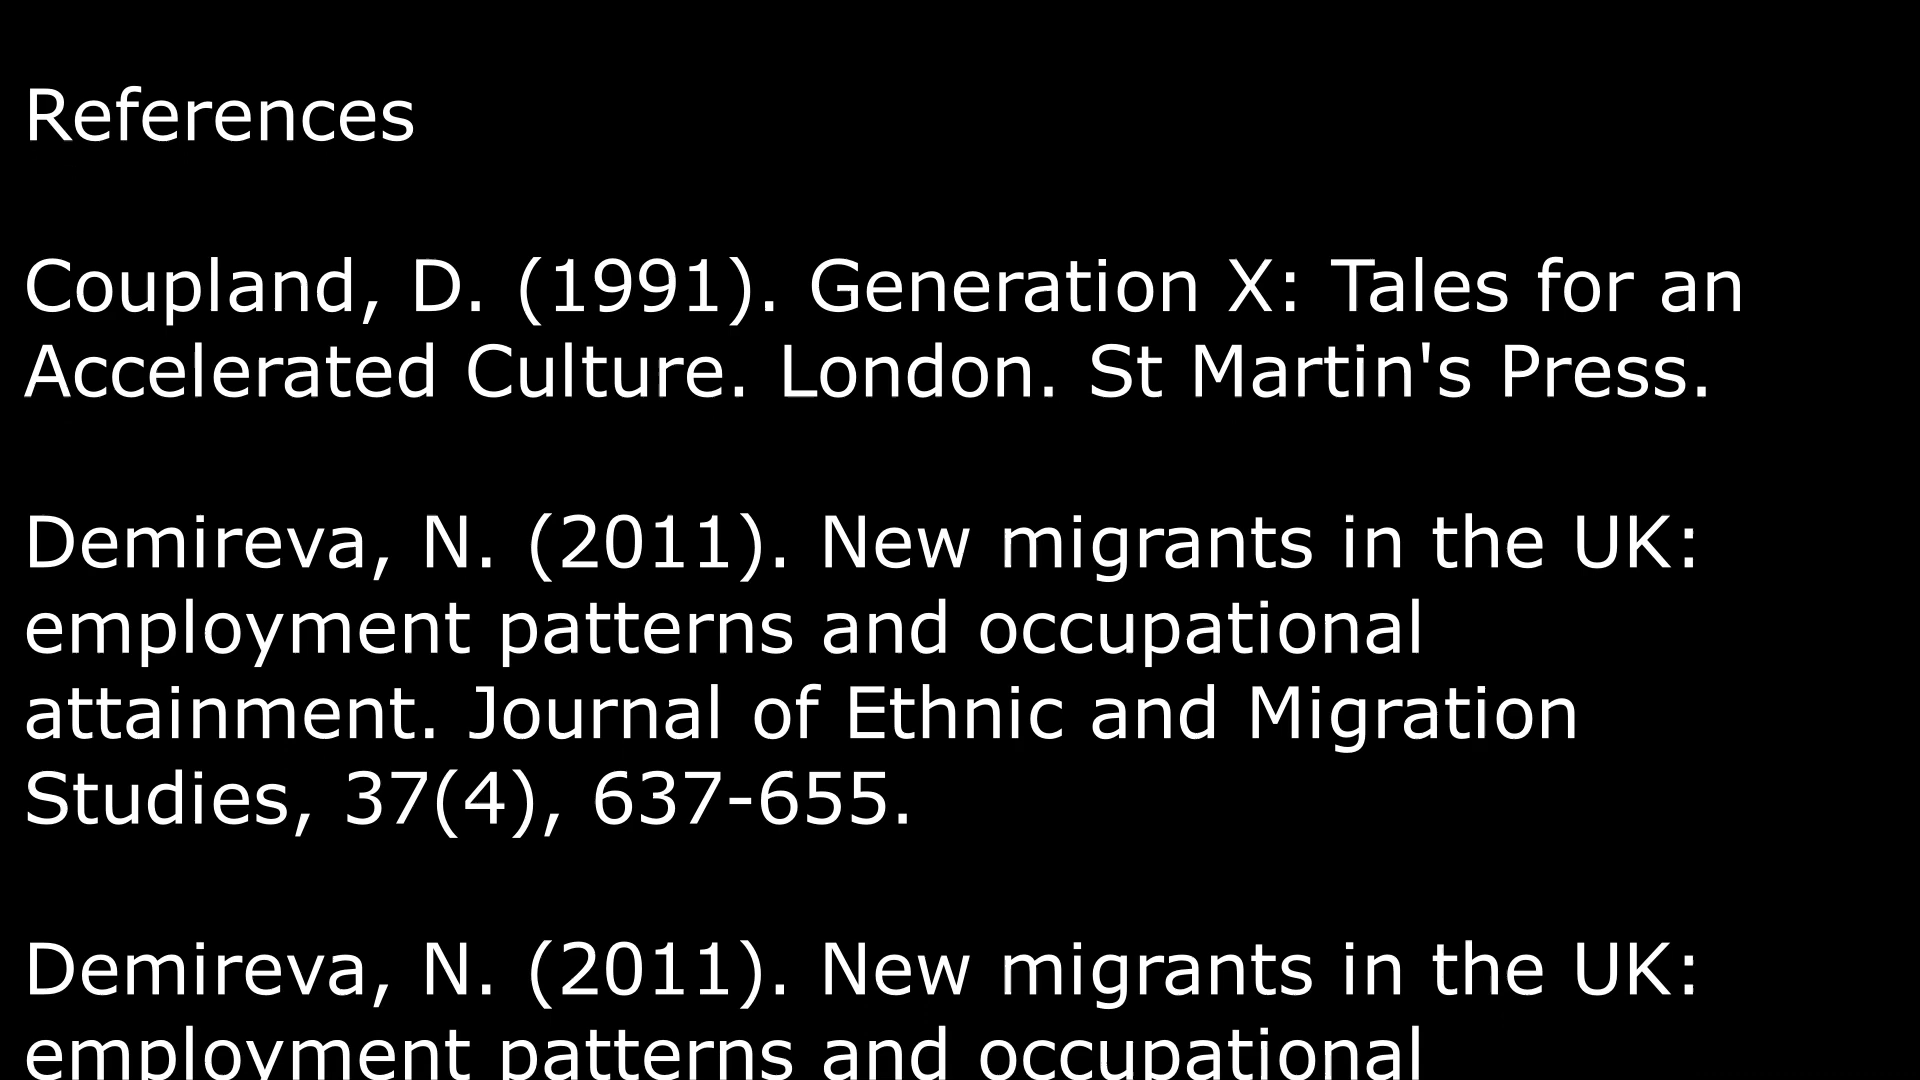 References
Coupland, D. (1991). Generation X: Tales for an
Accelerated Culture. London. St Martin's Press.
Demireva, N. (2011). New migrants in the UK:
employment patterns and occupational
attainment. Journal of Ethnic and Migration
Studies, 37(4), 637-655.
Demireva, N. (2011). New migrants in the UK:
employment patterns and occupational